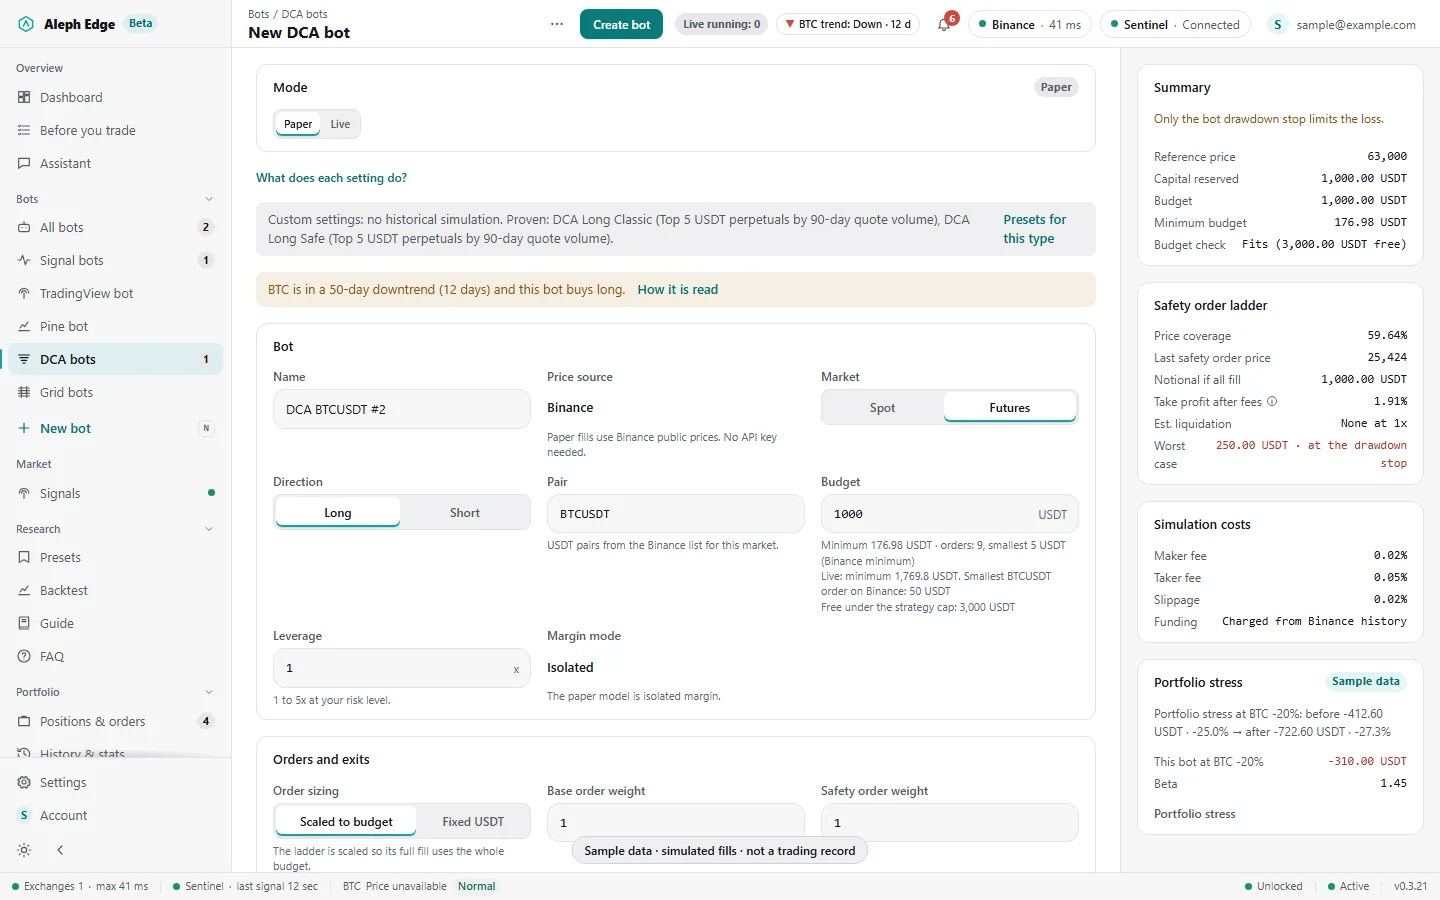 Aleph Edge Beta
Bots / DCA bots
New DCA bot
Create bot
Live running: 0
BTC trend: Down · 12 d
6
Binance · 41 ms
Sentinel · Connected
S sample@example.com
Overview
Dashboard
Before you trade
Assistant
Bots
All bots 2
Signal bots 1
TradingView bot
Pine bot
DCA bots 1
Grid bots
New bot N
Market
Signals
Research
Presets
Backtest
Guide
FAQ
Portfolio
Positions & orders 4
History & stats
Settings
S Account
Mode Paper
Paper Live
What does each setting do?
Custom settings: no historical simulation. Proven: DCA Long Classic (Top 5 USDT perpetuals by 90-day quote volume), DCA
Long Safe (Top 5 USDT perpetuals by 90-day quote volume).
Presets for
this type
BTC is in a 50-day downtrend (12 days) and this bot buys long. How it is read
Bot
Name
DCA BTCUSDT #2
Price source
Binance
Paper fills use Binance public prices. No API key
needed.
Market
Spot Futures
Direction
Long Short
Pair
BTCUSDT
USDT pairs from the Binance list for this market.
Budget
1000 USDT
Minimum 176.98 USDT · orders: 9, smallest 5 USDT
(Binance minimum)
Live: minimum 1,769.8 USDT. Smallest BTCUSDT
order on Binance: 50 USDT
Free under the strategy cap: 3,000 USDT
Leverage
1 x
1 to 5x at your risk level.
Margin mode
Isolated
The paper model is isolated margin.
Orders and exits
Order sizing
Scaled to budget Fixed USDT
The ladder is scaled so its full fill uses the whole
budget.
Base order weight
1
Safety order weight
1
Sample data · simulated fills · not a trading record
Summary
Only the bot drawdown stop limits the loss.
Reference price 63,000
Capital reserved 1,000.00 USDT
Budget 1,000.00 USDT
Minimum budget 176.98 USDT
Budget check Fits (3,000.00 USDT free)
Safety order ladder
Price coverage 59.64%
Last safety order price 25,424
Notional if all fill 1,000.00 USDT
Take profit after fees 1.91%
Est. liquidation None at 1x
Worst case 250.00 USDT · at the drawdown
stop
Simulation costs
Maker fee 0.02%
Taker fee 0.05%
Slippage 0.02%
Funding Charged from Binance history
Portfolio stress Sample data
Portfolio stress at BTC -20%: before -412.60
USDT · -25.0% → after -722.60 USDT · -27.3%
This bot at BTC -20% -310.00 USDT
Beta 1.45
Portfolio stress
Exchanges 1 · max 41 ms
Sentinel · last signal 12 sec
BTC Price unavailable Normal
Unlocked
Active
v0.3.21